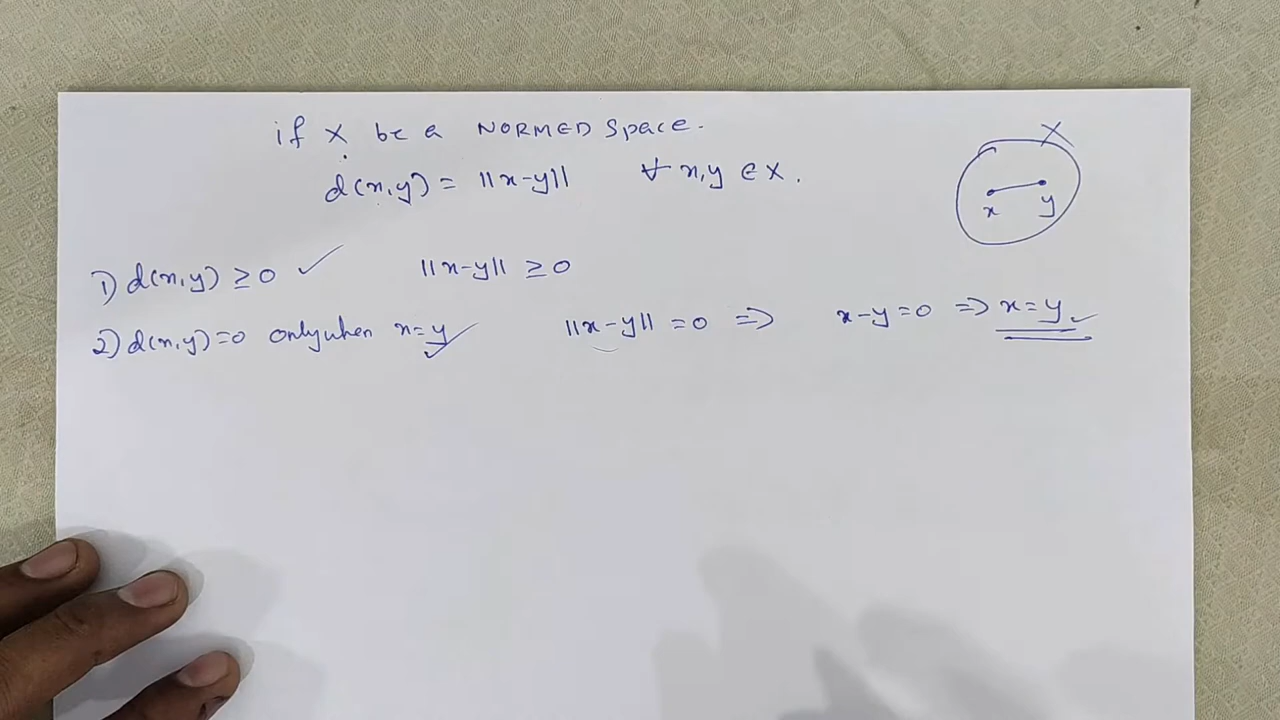 if X be a NORMED Space.
d(x,y) = ||x-y|| ∀ x,y ∈ X.
X
x y
1) d(x,y) ≥ 0 ✓ ||x-y|| ≥ 0
2) d(x,y)=0 only when x=y ✓ ||x-y|| = 0 => x-y=0 => x=y ✓